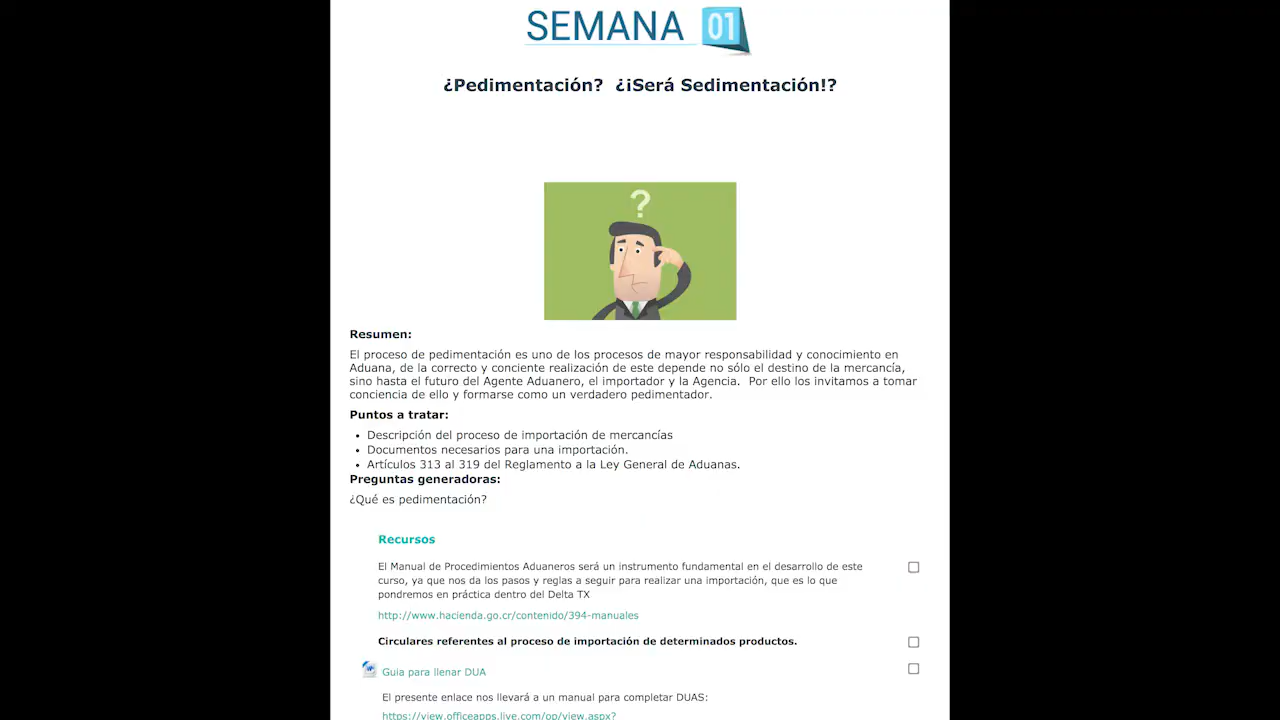 SEMANA 01
¿Pedimentación? ¿¡Será Sedimentación!?
?
Resumen:
El proceso de pedimentación es uno de los procesos de mayor responsabilidad y conocimiento en
Aduana, de la correcto y conciente realización de este depende no sólo el destino de la mercancía,
sino hasta el futuro del Agente Aduanero, el importador y la Agencia. Por ello los invitamos a tomar
conciencia de ello y formarse como un verdadero pedimentador.
Puntos a tratar:
• Descripción del proceso de importación de mercancías
• Documentos necesarios para una importación.
• Artículos 313 al 319 del Reglamento a la Ley General de Aduanas.
Preguntas generadoras:
¿Qué es pedimentación?
Recursos
El Manual de Procedimientos Aduaneros será un instrumento fundamental en el desarrollo de este
curso, ya que nos da los pasos y reglas a seguir para realizar una importación, que es lo que
pondremos en práctica dentro del Delta TX
http://www.hacienda.go.cr/contenido/394-manuales
Circulares referentes al proceso de importación de determinados productos.
Guia para llenar DUA
El presente enlace nos llevará a un manual para completar DUAS:
https://view.officeapps.live.com/op/view.aspx?